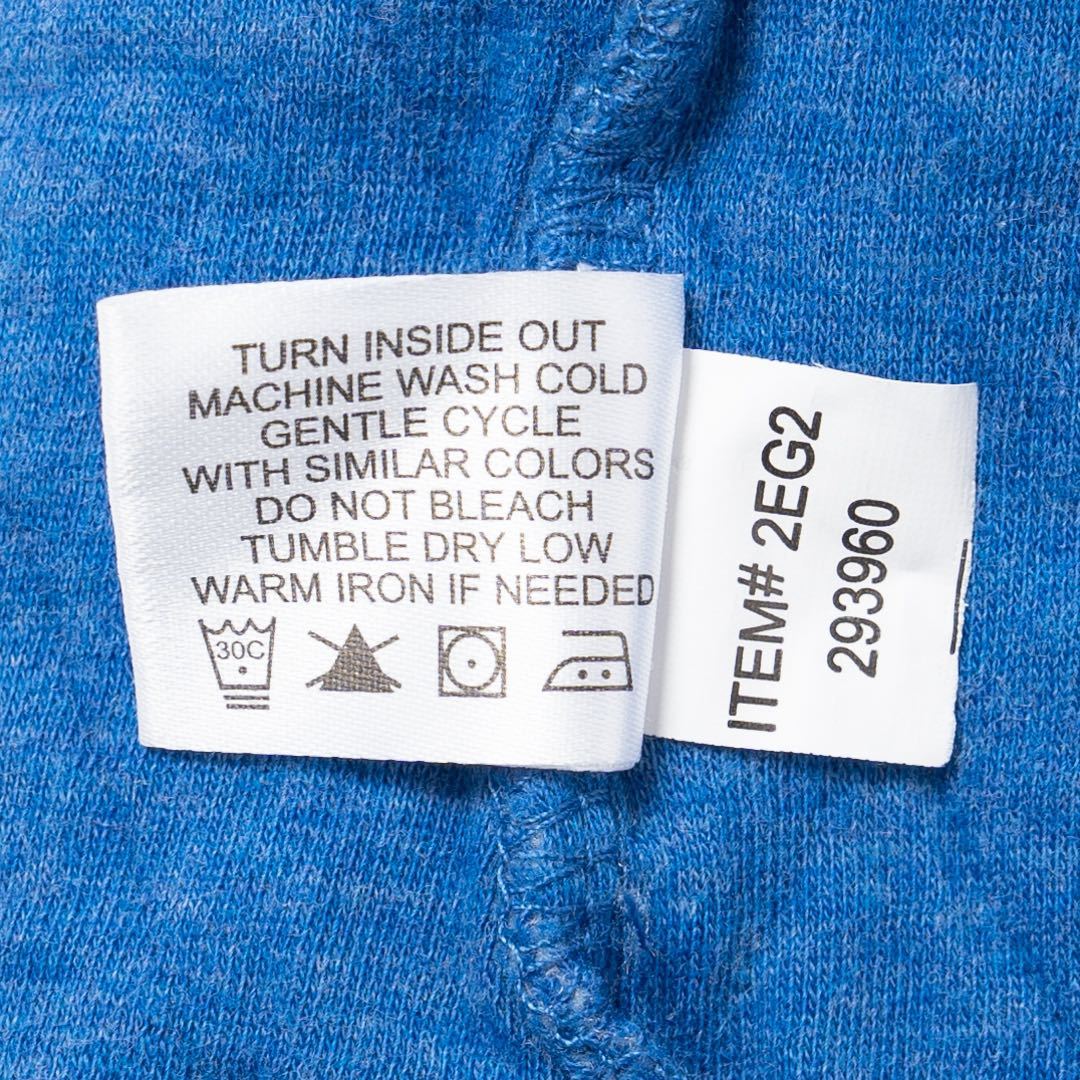 TURN INSIDE OUT
MACHINE WASH COLD
GENTLE CYCLE
WITH SIMILAR COLORS
DO NOT BLEACH
TUMBLE DRY LOW
WARM IRON IF NEEDED
30C
ITEM# 2EG2
293960